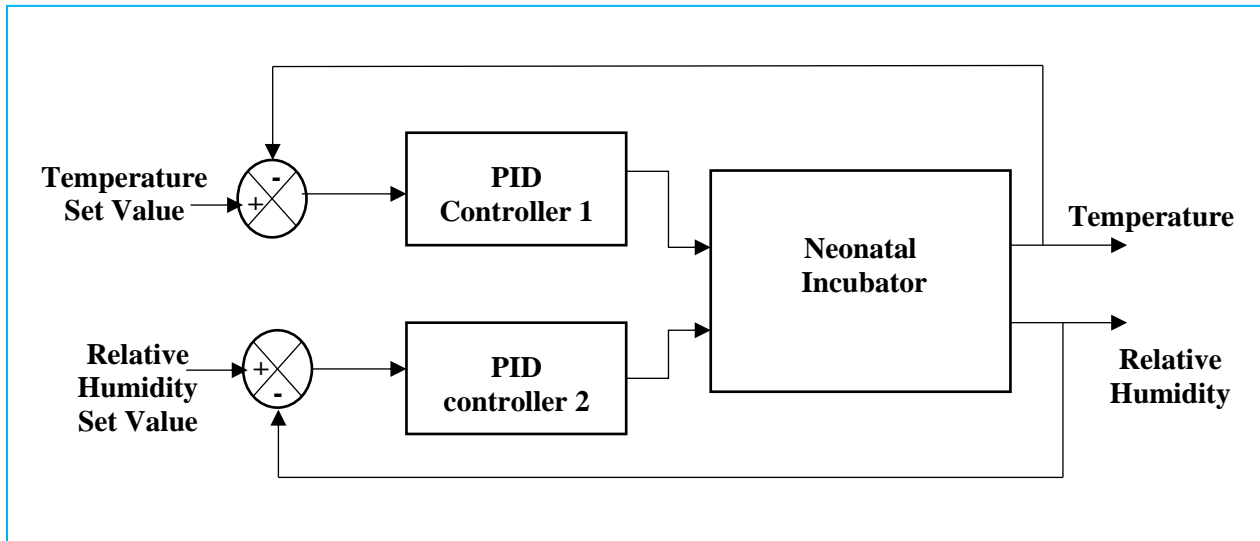 Temperature
Set Value
-
+
PID
Controller 1
Neonatal
Incubator
Temperature
Relative
Humidity
Set Value
+
-
PID
controller 2
Relative
Humidity